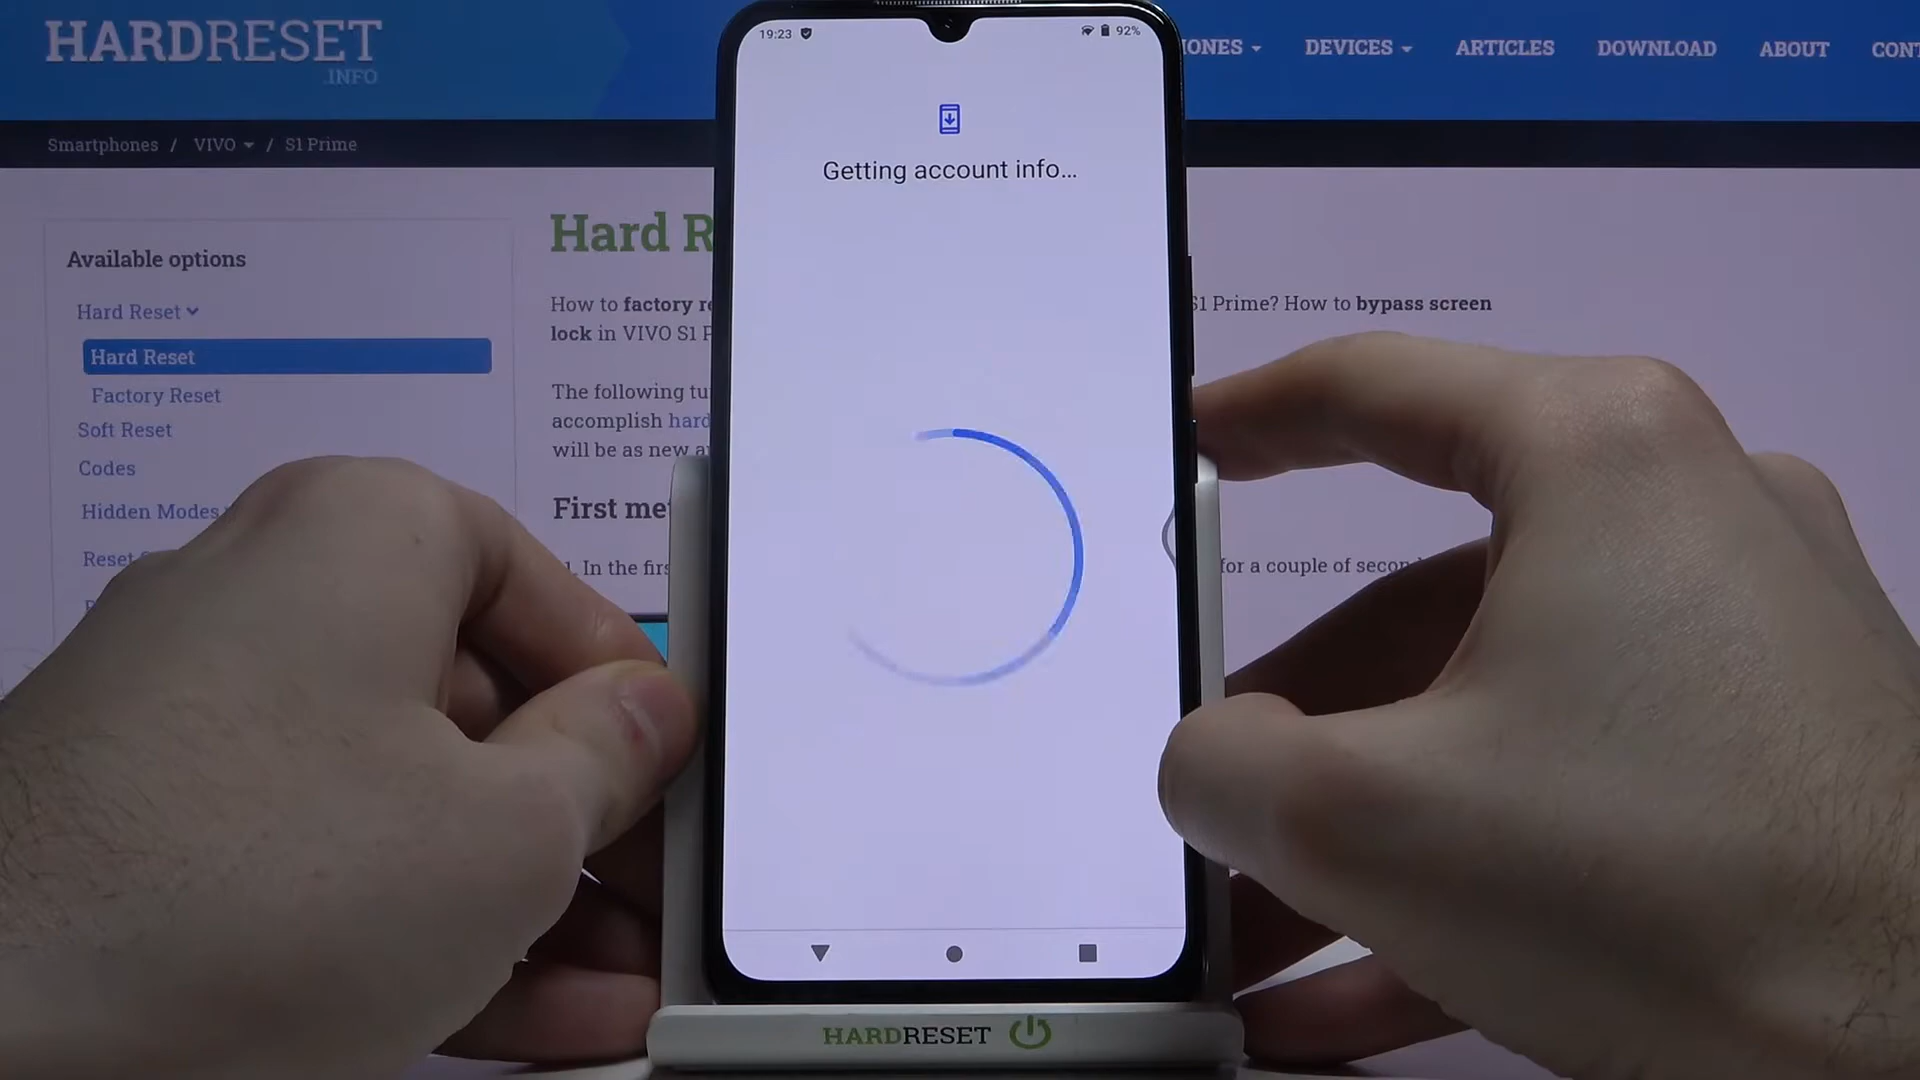 HARDRESET
.INFO
ONES
DEVICES
ARTICLES
DOWNLOAD
ABOUT
Smartphones / VIVO / S1 Prime
19:23
92%
Getting account info...
Available options
Hard Reset
Hard Reset
Factory Reset
Soft Reset
Codes
Hidden Modes
Reset
Hard R
How to factory re
S1 Prime? How to bypass screen
lock in VIVO S1 P
The following tu
accomplish hard
will be as new a
First me
1. In the firs
for a couple of secon
HARDRESET